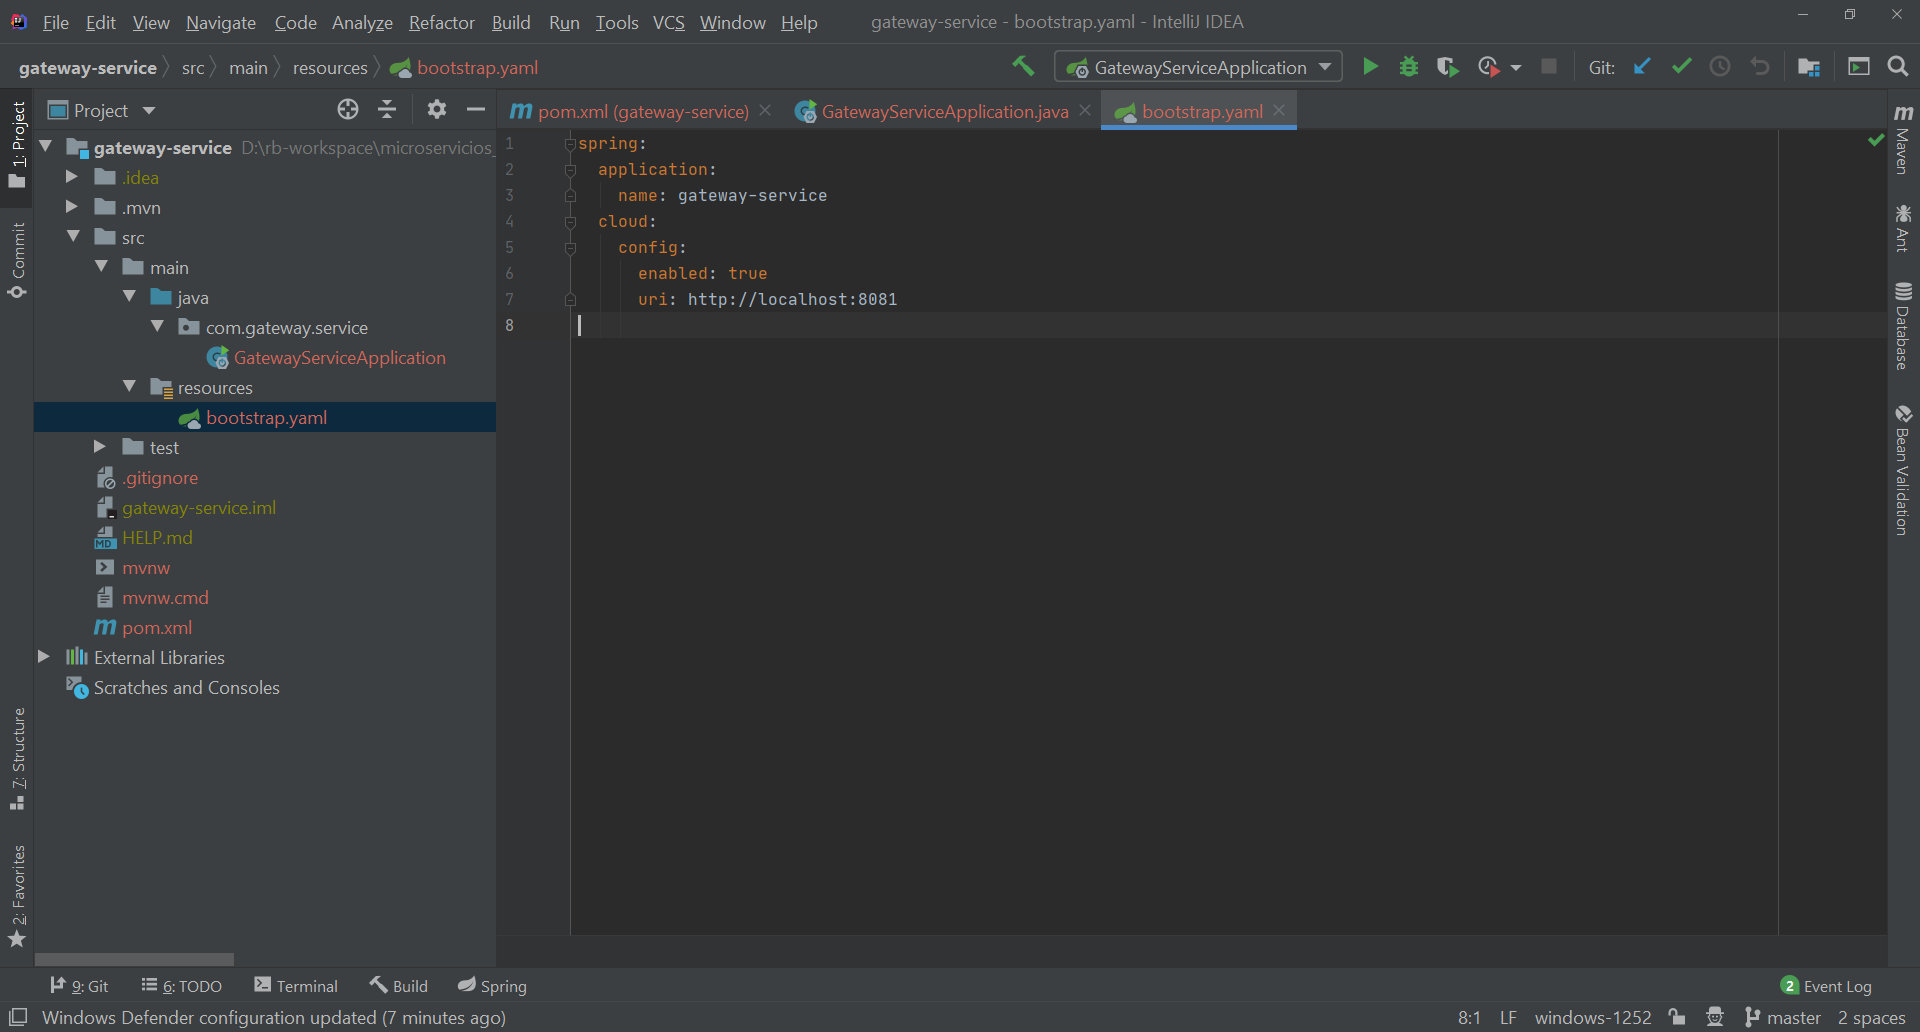 File Edit View Navigate Code Analyze Refactor Build Run Tools VCS Window Help gateway-service - bootstrap.yaml - IntelliJ IDEA
gateway-service src main resources bootstrap.yaml GatewayServiceApplication Git:
1: Project
Commit
7: Structure
2: Favorites
Project
gateway-service D:\rb-workspace\microservicios_
.idea
.mvn
src
main
java
com.gateway.service
GatewayServiceApplication
resources
bootstrap.yaml
test
.gitignore
gateway-service.iml
HELP.md
mvnw
mvnw.cmd
pom.xml
External Libraries
Scratches and Consoles
pom.xml (gateway-service) GatewayServiceApplication.java bootstrap.yaml
1 spring:
2   application:
3     name: gateway-service
4   cloud:
5     config:
6       enabled: true
7       uri: http://localhost:8081
8
Maven
Ant
Database
Bean Validation
9: Git 6: TODO Terminal Build Spring 2 Event Log
Windows Defender configuration updated (7 minutes ago) 8:1 LF windows-1252 master 2 spaces